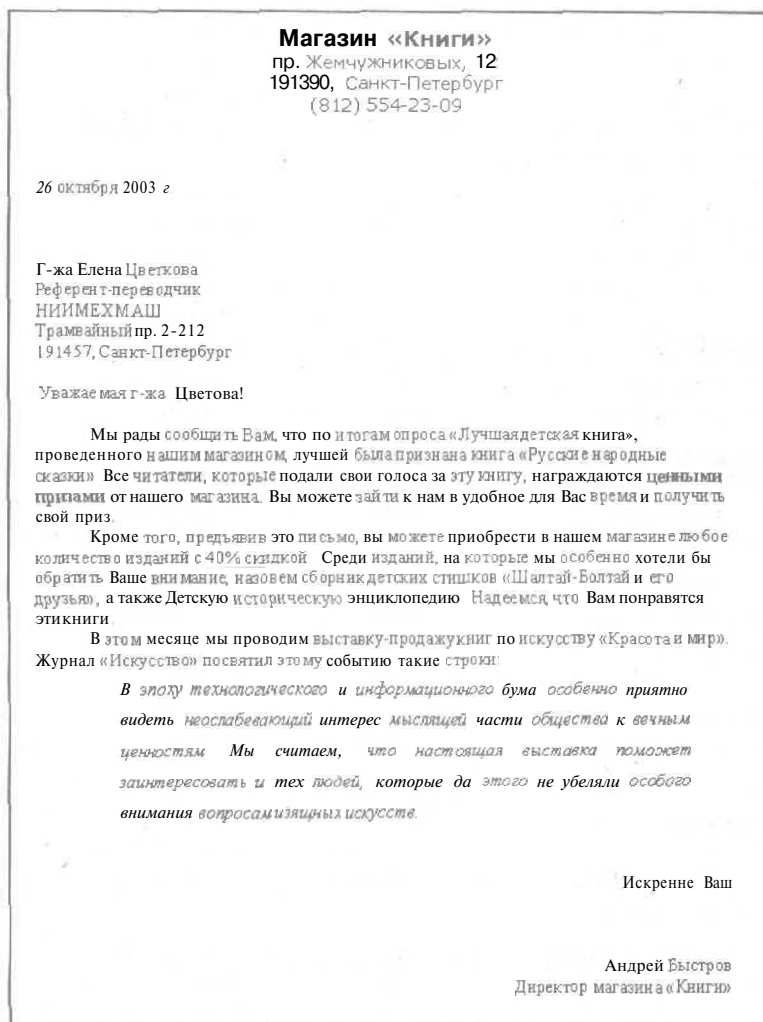 Магазин «Книги»
пр. Жемчужниковых, 12
191390, Санкт-Петербург
(812) 554-23-09
26 октября 2003 г
Г-жа Елена Цветкова
Референт-переводчик
НИИМЕХМАШ
Трамвайный пр. 2-212
191457, Санкт-Петербург
Уважаемая г-жа Цветова!
Мы рады сообщить Вам, что по итогам опроса «Лучшая детская книга»,
проведенного нашим магазином, лучшей была признана книга «Русские народные
сказки» Все читатели, которые подали свои голоса за эту книгу, награждаются ценными
призами от нашего магазина. Вы можете зайти к нам в удобное для Вас время и получить
свой приз.
Кроме того, предъявив это письмо, вы можете приобрести в нашем магазине любое
количество изданий с 40% скидкой Среди изданий, на которые мы особенно хотели бы
обратить Ваше внимание, назовем сборник детских стишков «Шалтай-Болтай и его
друзья», а также Детскую историческую энциклопедию Надеемся, что Вам понравятся
эти книги.
В этом месяце мы проводим выставку-продажу книг по искусству «Красота и мир».
Журнал «Искусство» посвятил этому событию такие строки:
В эпоху технологического и информационного бума особенно приятно
видеть неослабевающий интерес мыслящей части общества к вечным
ценностям. Мы считаем, что настоящая выставка поможет
заинтересовать и тех людей, которые да этого не убеляли особого
внимания вопросам изящных искусств.
Искренне Ваш
Андрей Быстров
Директор магазина «Книги»